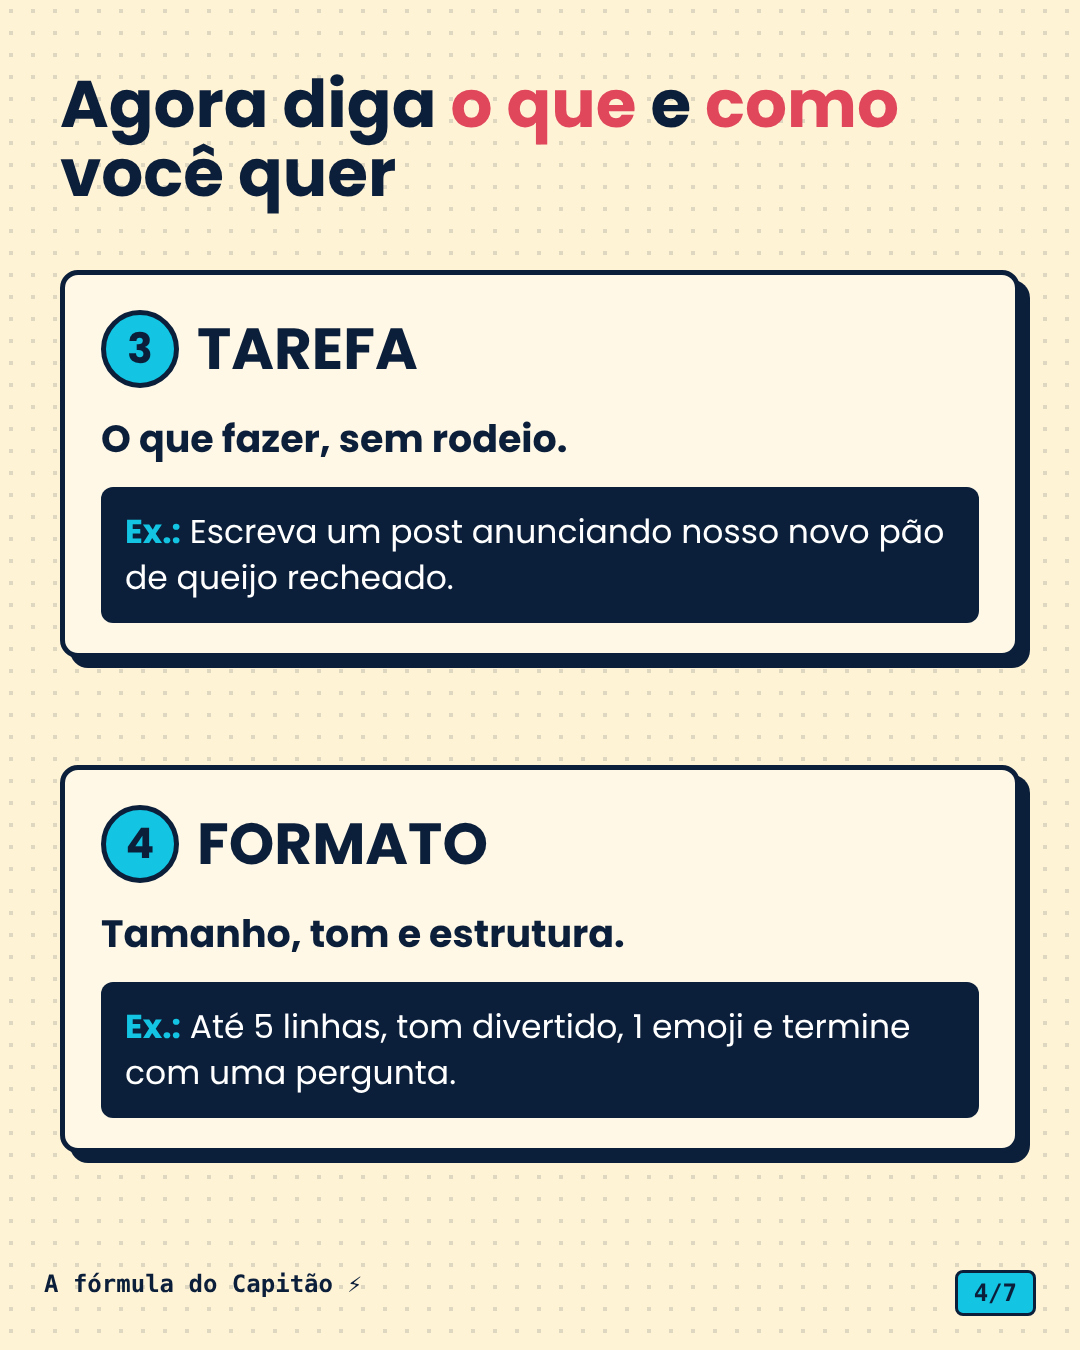 Agora diga o que e como
você quer
3 TAREFA
O que fazer, sem rodeio.
Ex.: Escreva um post anunciando nosso novo pão
de queijo recheado.
4 FORMATO
Tamanho, tom e estrutura.
Ex.: Até 5 linhas, tom divertido, 1 emoji e termine
com uma pergunta.
A fórmula do Capitão ⚡
4/7